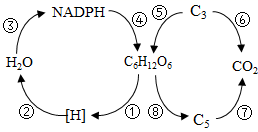 NADPH ④ ⑤ C₃
③ ⑥
H₂O C₆H₁₂O₆ CO₂
② ① ⑧ ⑦
[H] C₅